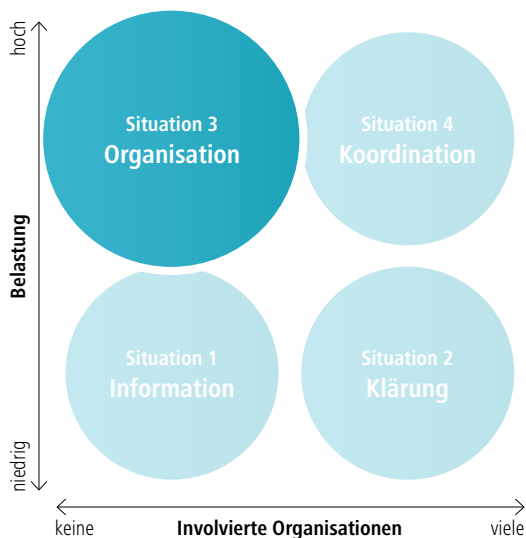 hoch
Situation 3
Organisation
Situation 4
Koordination
Belastung
Situation 1
Information
Situation 2
Klärung
niedrig
keine
Involvierte Organisationen
viele